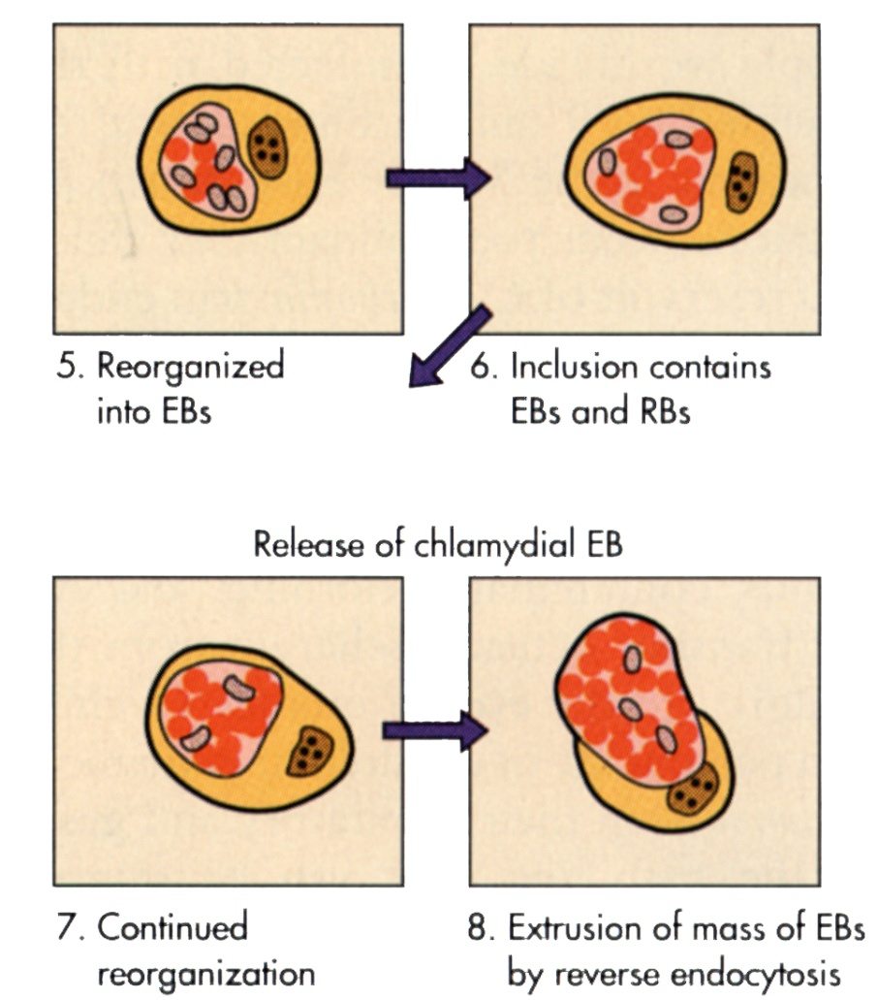 5. Reorganized
into EBs
6. Inclusion contains
EBs and RBs
Release of chlamydial EB
7. Continued
reorganization
8. Extrusion of mass of EBs
by reverse endocytosis